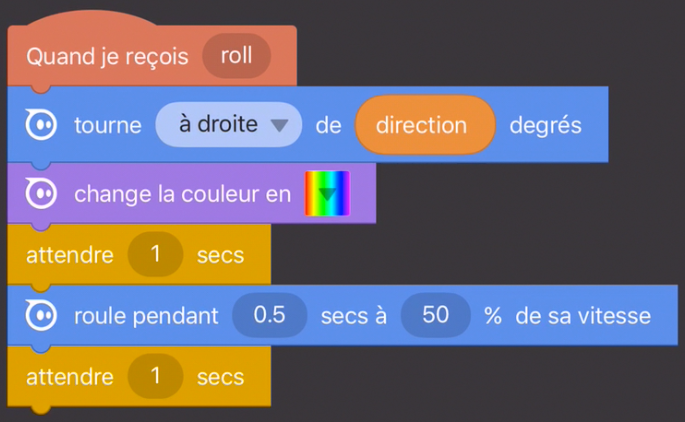 Quand je reçois roll
tourne à droite de direction degrés
change la couleur en
attendre 1 secs
roule pendant 0.5 secs à 50 % de sa vitesse
attendre 1 secs